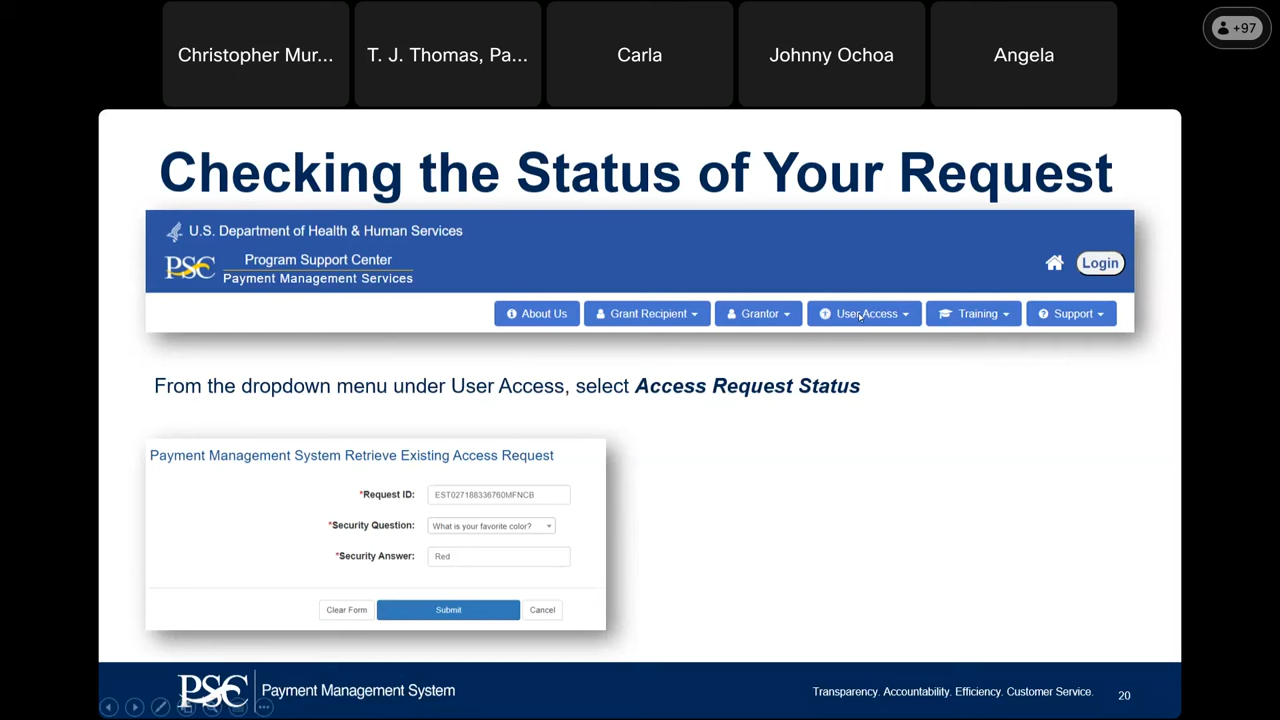 Christopher Mur...
T. J. Thomas, Pa...
Carla
Johnny Ochoa
Angela
+97
Checking the Status of Your Request
U.S. Department of Health & Human Services
PSC
Program Support Center
Payment Management Services
Login
About Us
Grant Recipient
Grantor
User Access
Training
Support
From the dropdown menu under User Access, select Access Request Status
Payment Management System Retrieve Existing Access Request
*Request ID: EST027188336760MFNCB
*Security Question: What is your favorite color?
*Security Answer: Red
Clear Form
Submit
Cancel
PSC
Payment Management System
Transparency. Accountability. Efficiency. Customer Service.
20